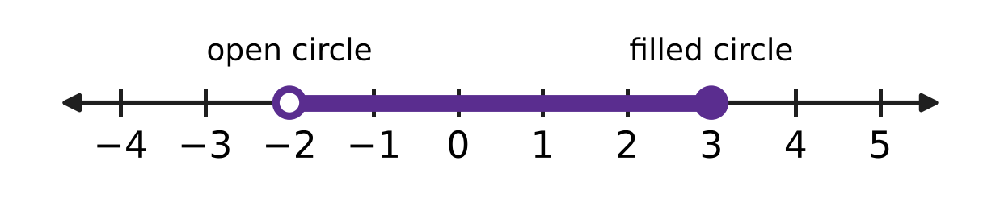 open circle filled circle
−4 −3 −2 −1 0 1 2 3 4 5